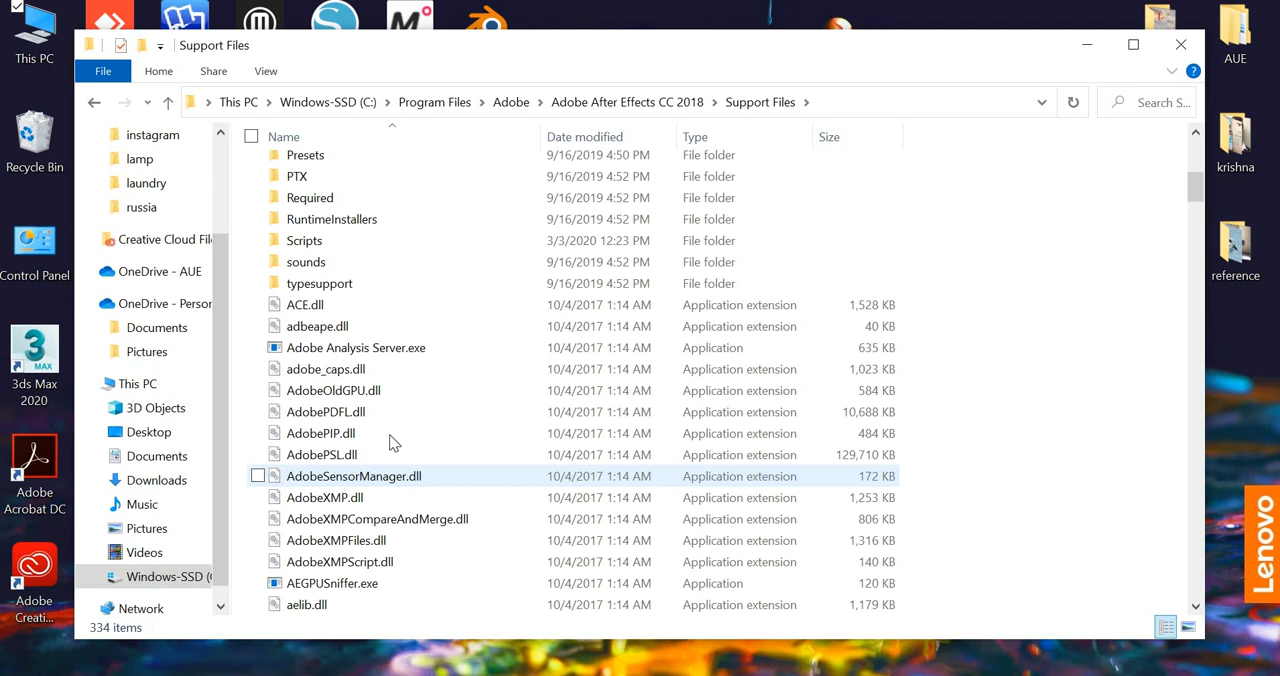 Support Files
File Home Share View
This PC > Windows-SSD (C:) > Program Files > Adobe > Adobe After Effects CC 2018 > Support Files >
Search S...
Name Date modified Type Size
Presets 9/16/2019 4:50 PM File folder
PTX 9/16/2019 4:52 PM File folder
Required 9/16/2019 4:52 PM File folder
RuntimeInstallers 9/16/2019 4:52 PM File folder
Scripts 3/3/2020 12:23 PM File folder
sounds 9/16/2019 4:52 PM File folder
typesupport 9/16/2019 4:52 PM File folder
ACE.dll 10/4/2017 1:14 AM Application extension 1,528 KB
adbeape.dll 10/4/2017 1:14 AM Application extension 40 KB
Adobe Analysis Server.exe 10/4/2017 1:14 AM Application 635 KB
adobe_caps.dll 10/4/2017 1:14 AM Application extension 1,023 KB
AdobeOldGPU.dll 10/4/2017 1:14 AM Application extension 584 KB
AdobePDFL.dll 10/4/2017 1:14 AM Application extension 10,688 KB
AdobePIP.dll 10/4/2017 1:14 AM Application extension 484 KB
AdobePSL.dll 10/4/2017 1:14 AM Application extension 129,710 KB
AdobeSensorManager.dll 10/4/2017 1:14 AM Application extension 172 KB
AdobeXMP.dll 10/4/2017 1:14 AM Application extension 1,253 KB
AdobeXMPCompareAndMerge.dll 10/4/2017 1:14 AM Application extension 806 KB
AdobeXMPFiles.dll 10/4/2017 1:14 AM Application extension 1,316 KB
AdobeXMPScript.dll 10/4/2017 1:14 AM Application extension 140 KB
AEGPUSniffer.exe 10/4/2017 1:14 AM Application 120 KB
aelib.dll 10/4/2017 1:14 AM Application extension 1,179 KB
instagram
lamp
laundry
russia
Creative Cloud Fil
OneDrive - AUE
OneDrive - Person
Documents
Pictures
This PC
3D Objects
Desktop
Documents
Downloads
Music
Pictures
Videos
Windows-SSD (
Network
334 items
This PC
Recycle Bin
Control Panel
3
MAX
3ds Max
2020
Adobe
Acrobat DC
Adobe
Creati...
AUE
krishna
reference
Lenovo